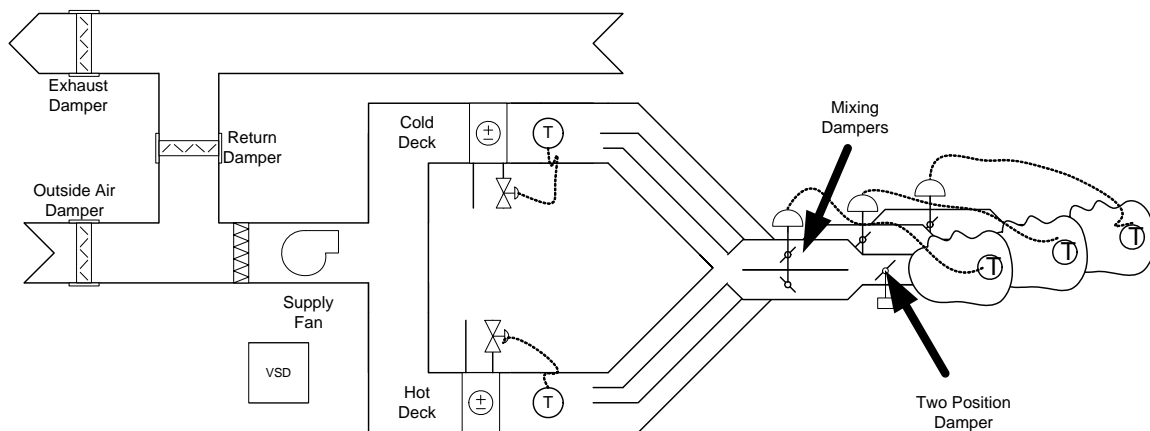 Exhaust
Damper
Return
Damper
Outside Air
Damper
Supply
Fan
VSD
Cold
Deck
±
T
Hot
Deck
±
T
Mixing
Dampers
T
T
T
Two Position
Damper